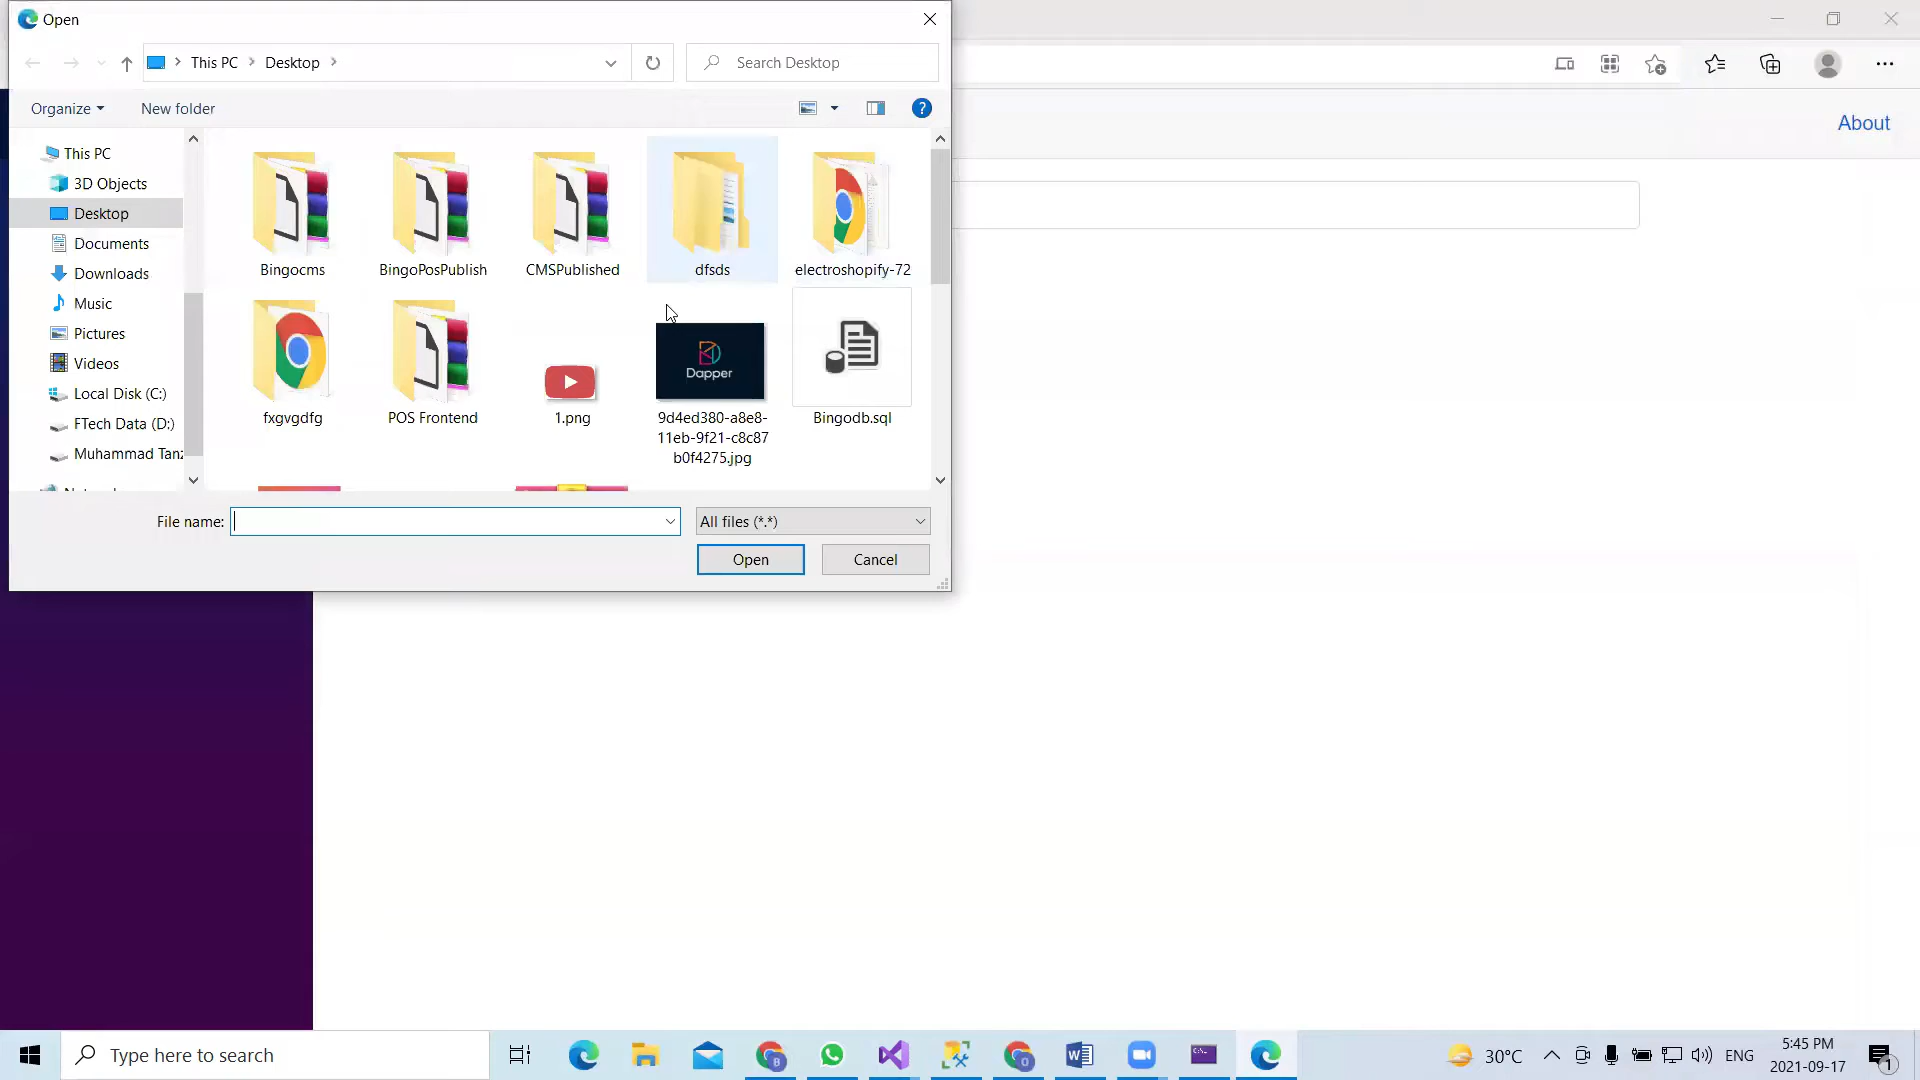 Open
This PC
Desktop
Search Desktop
Organize
New folder
?
About
This PC
3D Objects
Desktop
Documents
Downloads
Music
Pictures
Videos
Local Disk (C:)
FTech Data (D:)
Muhammad Tanz
Bingocms
BingoPosPublish
CMSPublished
dfsds
electroshopify-72
fxgvgdfg
POS Frontend
1.png
Dapper
9d4ed380-a8e8-
11eb-9f21-c8c87
b0f4275.jpg
Bingodb.sql
File name:
All files (*.*)
Open
Cancel
Type here to search
30°C
ENG
5:45 PM
2021-09-17
1